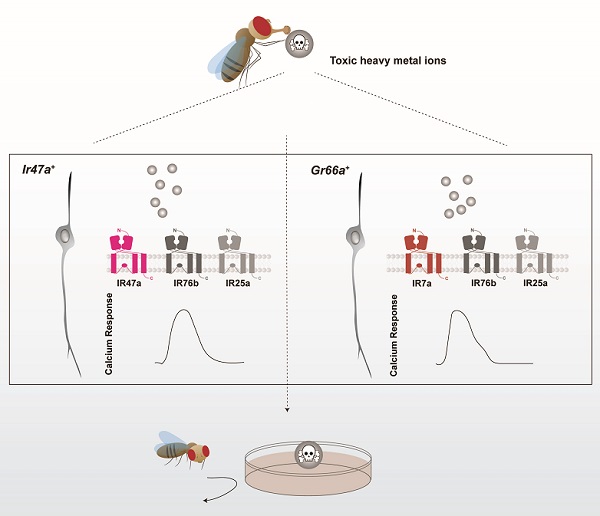 Toxic heavy metal ions
Ir47a⁺
Gr66a⁺
N
N
N
N
N
N
C
C
C
C
C
C
IR47a
IR76b
IR25a
IR7a
IR76b
IR25a
Calcium Response
Calcium Response